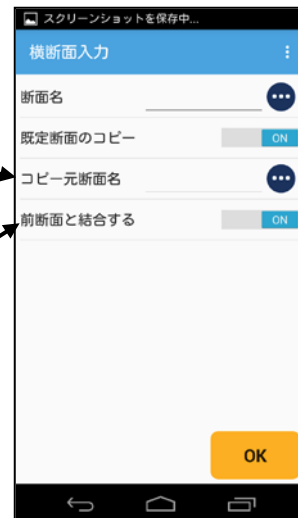 スクリーンショットを保存中...
横断面入力
断面名
既定断面のコピー ON
コピー元断面名
前断面と結合する ON
OK